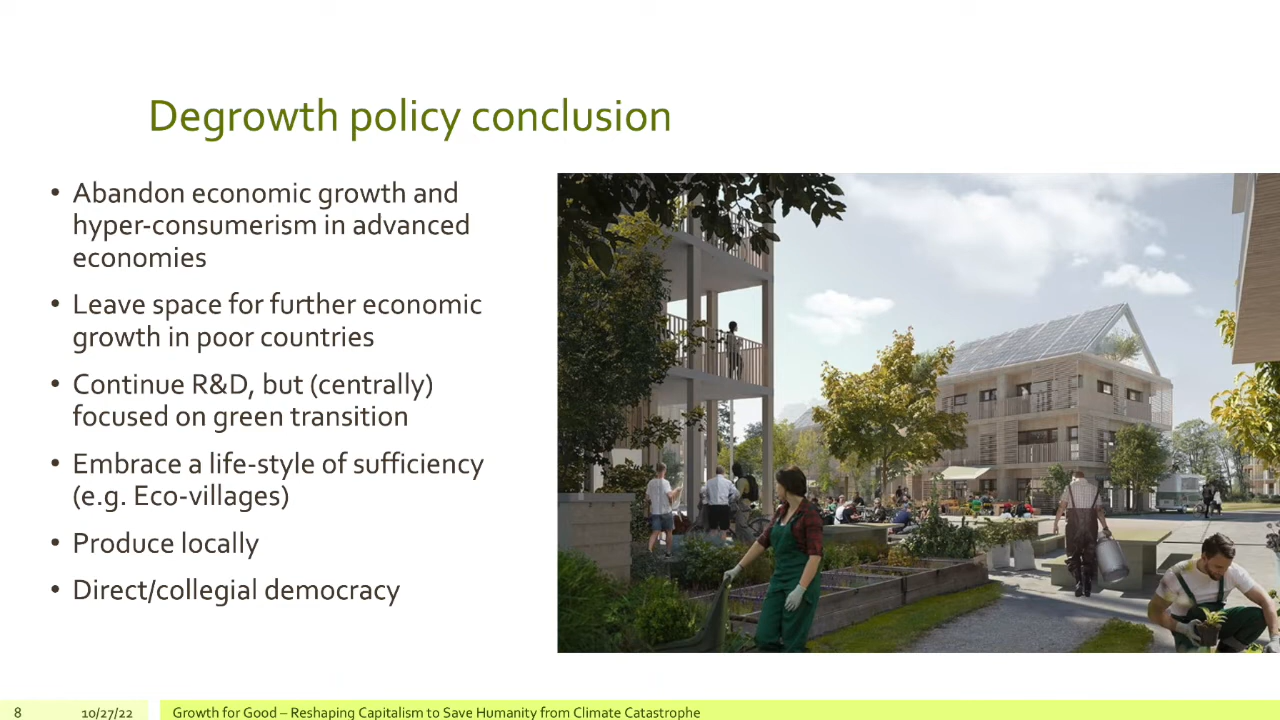 Degrowth policy conclusion
• Abandon economic growth and
hyper-consumerism in advanced
economies
• Leave space for further economic
growth in poor countries
• Continue R&D, but (centrally)
focused on green transition
• Embrace a life-style of sufficiency
(e.g. Eco-villages)
• Produce locally
• Direct/collegial democracy
8 10/27/22 Growth for Good – Reshaping Capitalism to Save Humanity from Climate Catastrophe